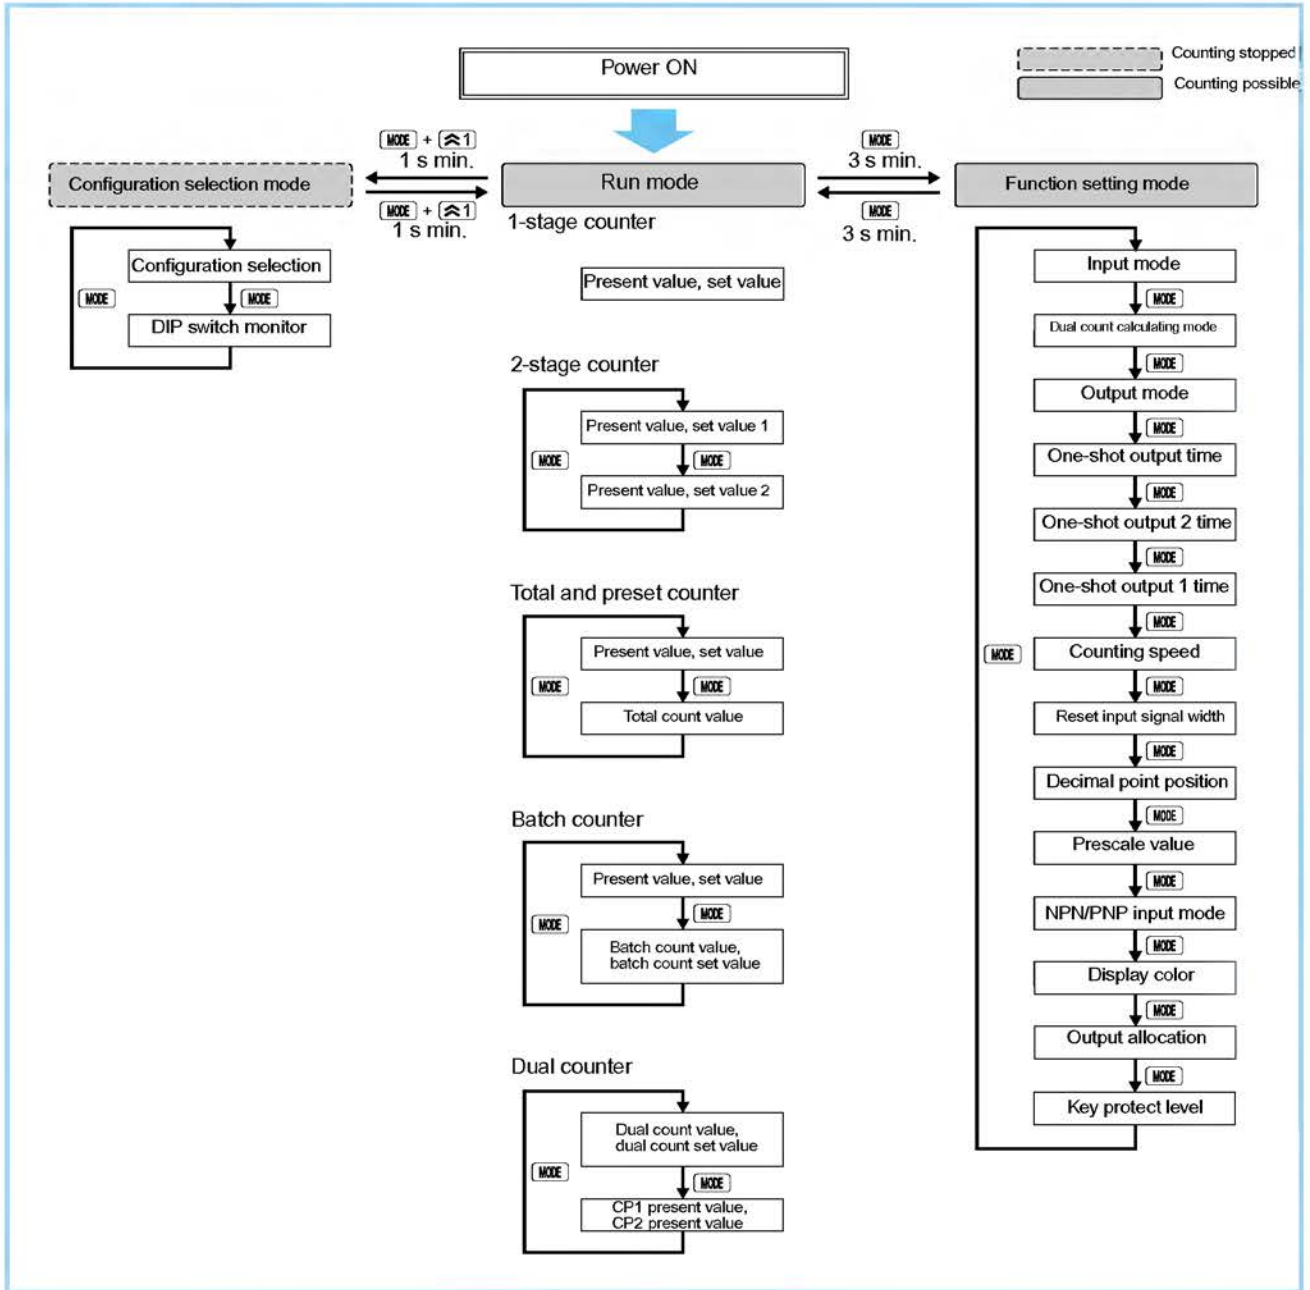 Power ON
Counting stopped
Counting possible
MODE + 1
1 s min.
MODE
3 s min.
Configuration selection mode
Run mode
Function setting mode
MODE + 1
1 s min.
MODE
3 s min.
Configuration selection
MODE
MODE
DIP switch monitor
1-stage counter
Present value, set value
2-stage counter
Present value, set value 1
MODE
MODE
Present value, set value 2
Total and preset counter
Present value, set value
MODE
MODE
Total count value
Batch counter
Present value, set value
MODE
MODE
Batch count value,
batch count set value
Dual counter
Dual count value,
dual count set value
MODE
MODE
CP1 present value,
CP2 present value
Input mode
MODE
Dual count calculating mode
MODE
Output mode
MODE
One-shot output time
MODE
One-shot output 2 time
MODE
One-shot output 1 time
MODE
MODE
Counting speed
MODE
Reset input signal width
MODE
Decimal point position
MODE
Prescale value
MODE
NPN/PNP input mode
MODE
Display color
MODE
Output allocation
MODE
Key protect level